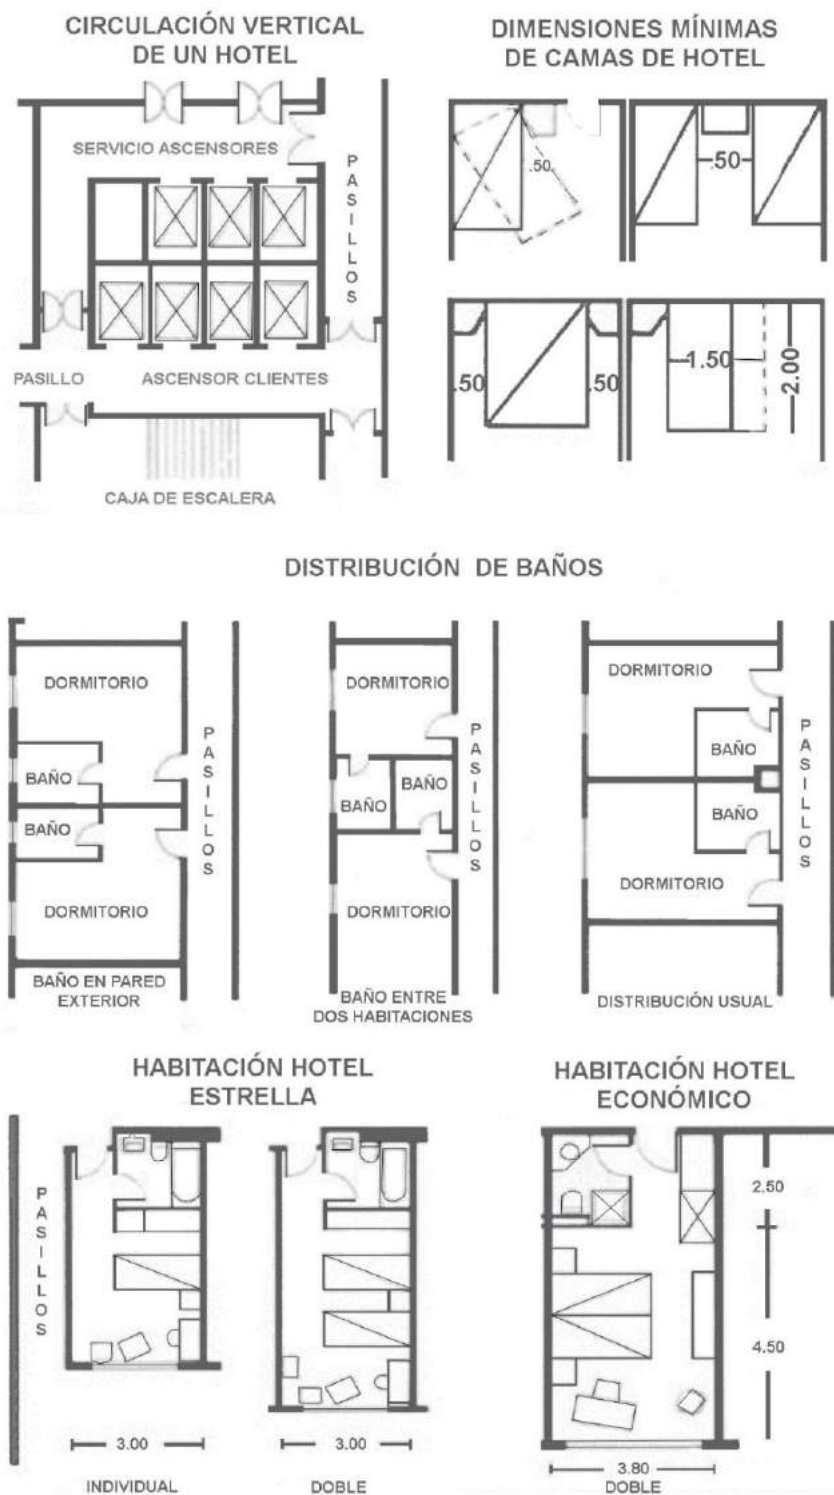 CIRCULACIÓN VERTICAL
DE UN HOTEL
SERVICIO ASCENSORES
PASILLOS
PASILLO
ASCENSOR CLIENTES
CAJA DE ESCALERA
DIMENSIONES MÍNIMAS
DE CAMAS DE HOTEL
.50
.50
.50
.50
1.50
2.00
DISTRIBUCIÓN DE BAÑOS
DORMITORIO
BAÑO
BAÑO
DORMITORIO
PASILLOS
BAÑO EN PARED
EXTERIOR
DORMITORIO
BAÑO
BAÑO
DORMITORIO
PASILLOS
BAÑO ENTRE
DOS HABITACIONES
DORMITORIO
BAÑO
BAÑO
DORMITORIO
PASILLOS
DISTRIBUCIÓN USUAL
HABITACIÓN HOTEL
ESTRELLA
PASILLOS
3.00
INDIVIDUAL
3.00
DOBLE
HABITACIÓN HOTEL
ECONÓMICO
2.50
4.50
3.80
DOBLE